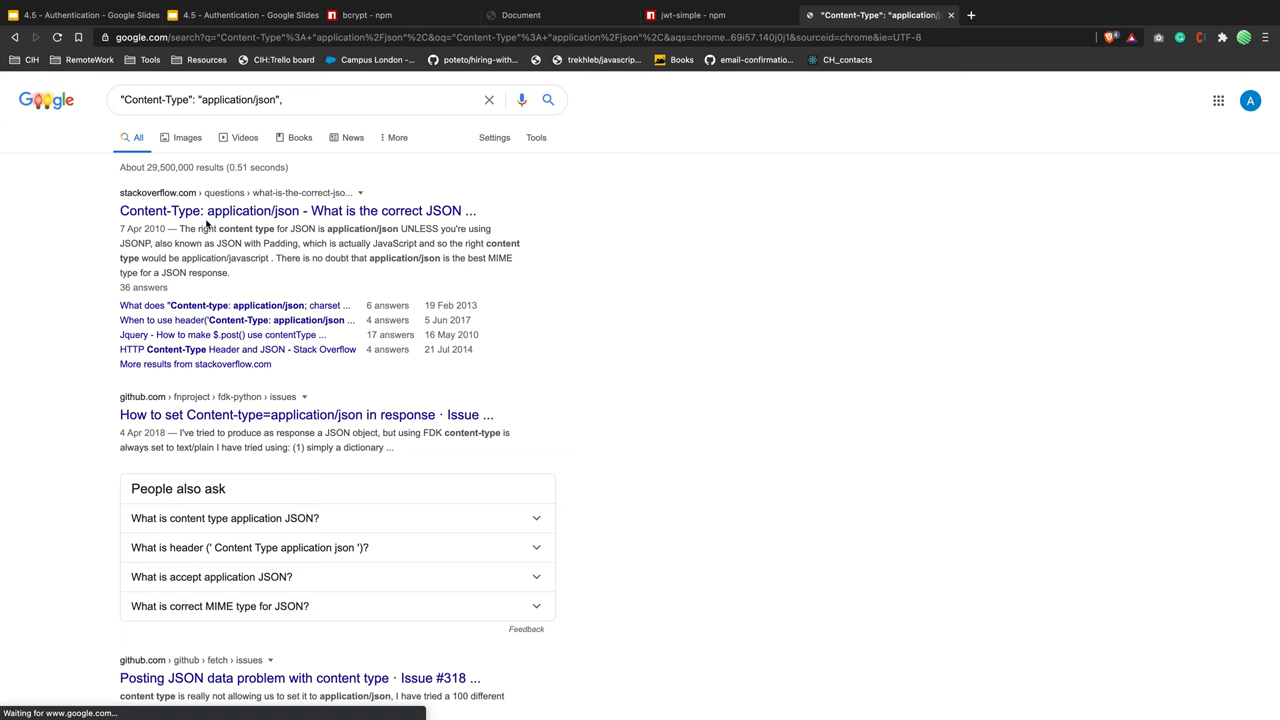 4.5 - Authentication - Google Slides
4.5 - Authentication - Google Slides
bcrypt - npm
Document
jwt-simple - npm
"Content-Type": "application/j
google.com/search?q="Content-Type"%3A+"application%2Fjson"%2C&oq="Content-Type"%3A+"application%2Fjson"%2C&aqs=chrome..69i57.140j0j1&sourceid=chrome&ie=UTF-8
CIH
RemoteWork
Tools
Resources
CIH:Trello board
Campus London -...
poteto/hiring-with...
trekhleb/javascrip...
Books
email-confirmatio...
CH_contacts
Google
"Content-Type": "application/json",
A
All
Images
Videos
Books
News
More
Settings
Tools
About 29,500,000 results (0.51 seconds)
stackoverflow.com › questions › what-is-the-correct-jso...
Content-Type: application/json - What is the correct JSON ...
7 Apr 2010 — The right content type for JSON is application/json UNLESS you're using
JSONP, also known as JSON with Padding, which is actually JavaScript and so the right content
type would be application/javascript . There is no doubt that application/json is the best MIME
type for a JSON response.
36 answers
What does "Content-type: application/json; charset ... 6 answers 19 Feb 2013
When to use header('Content-Type: application/json ... 4 answers 5 Jun 2017
Jquery - How to make $.post() use contentType ... 17 answers 16 May 2010
HTTP Content-Type Header and JSON - Stack Overflow 4 answers 21 Jul 2014
More results from stackoverflow.com
github.com › fnproject › fdk-python › issues
How to set Content-type=application/json in response · Issue ...
4 Apr 2018 — I've tried to produce as response a JSON object, but using FDK content-type is
always set to text/plain I have tried using: (1) simply a dictionary ...
People also ask
What is content type application JSON?
What is header (' Content Type application json ')?
What is accept application JSON?
What is correct MIME type for JSON?
Feedback
github.com › github › fetch › issues
Posting JSON data problem with content type · Issue #318 ...
content type is really not allowing us to set it to application/json, I have tried a 100 different
Waiting for www.google.com...